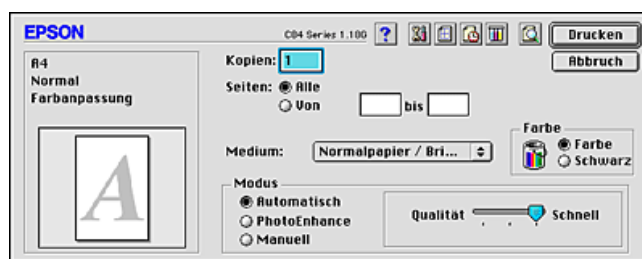 EPSON
C84 Series 1.10G
?
Drucken
Abbruch
A4
Normal
Farbanpassung
A
Kopien: 1
Seiten: Alle
Von bis
Medium: Normalpapier / Bri...
Farbe
Farbe
Schwarz
Modus
Automatisch
PhotoEnhance
Manuell
Qualität Schnell